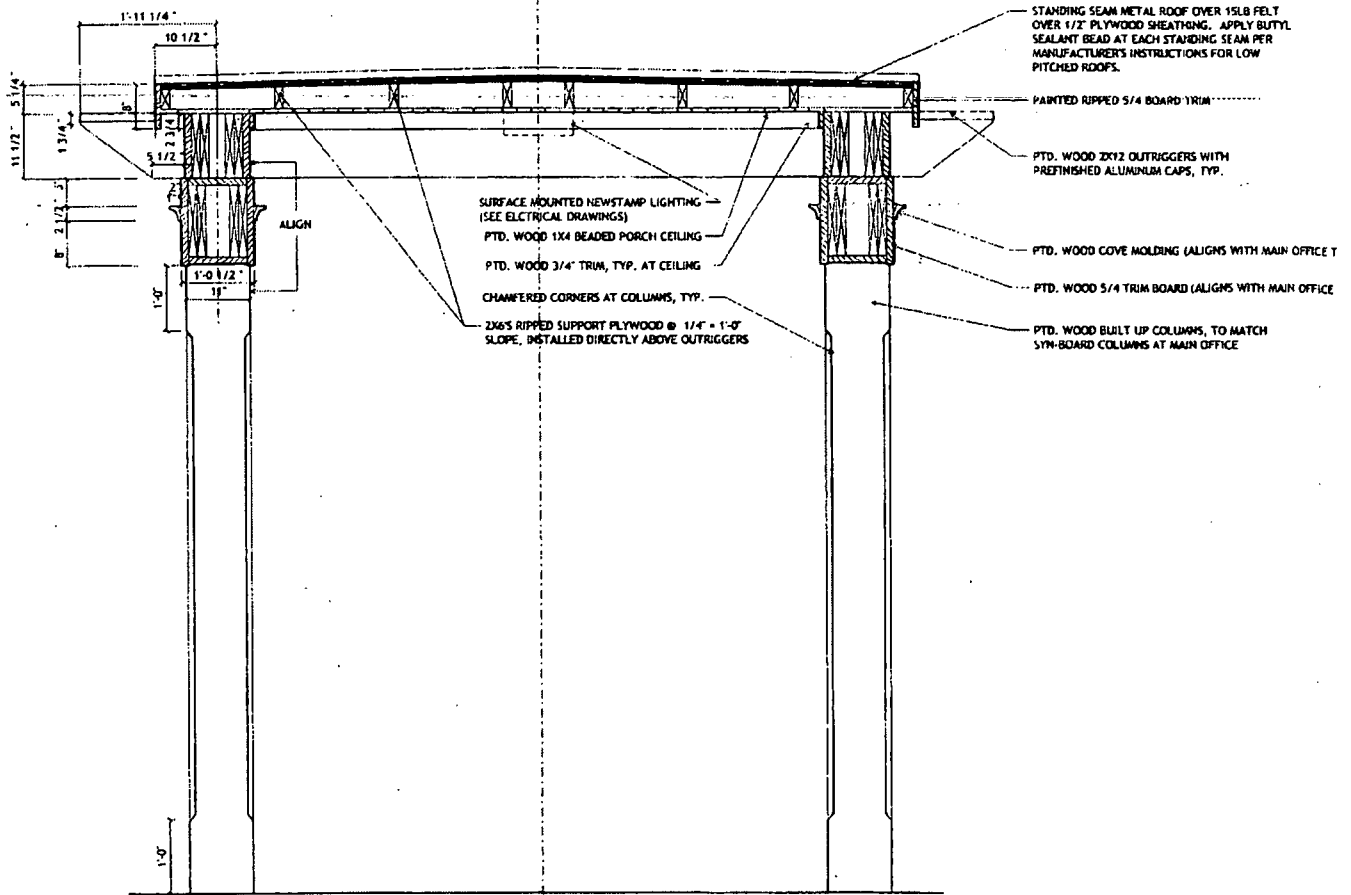 1'-11 1/4"
10 1/2"
5 1/4"
8"
11 1/2"
1 3/4"
2 3/4"
5 1/2"
2 1/2"
8"
ALIGN
1'-0 1/2"
11"
1'-0"
1'-0"
SURFACE MOUNTED NEWSTAMP LIGHTING
(SEE ELCTRICAL DRAWINGS)
PTD. WOOD 1X4 BEADED PORCH CEILING
PTD. WOOD 3/4" TRIM, TYP. AT CEILING
CHAMFERED CORNERS AT COLUMNS, TYP.
2X6'S RIPPED SUPPORT PLYWOOD @ 1/4" = 1'-0"
SLOPE, INSTALLED DIRECTLY ABOVE OUTRIGGERS
STANDING SEAM METAL ROOF OVER 15LB FELT
OVER 1/2" PLYWOOD SHEATHING. APPLY BUTYL
SEALANT BEAD AT EACH STANDING SEAM PER
MANUFACTURER'S INSTRUCTIONS FOR LOW
PITCHED ROOFS.
PAINTED RIPPED 5/4 BOARD TRIM
PTD. WOOD 2X12 OUTRIGGERS WITH
PREFINISHED ALUMINUM CAPS, TYP.
PTD. WOOD COVE MOLDING (ALIGNS WITH MAIN OFFICE T
PTD. WOOD 5/4 TRIM BOARD (ALIGNS WITH MAIN OFFICE
PTD. WOOD BUILT UP COLUMNS, TO MATCH
SYN-BOARD COLUMNS AT MAIN OFFICE